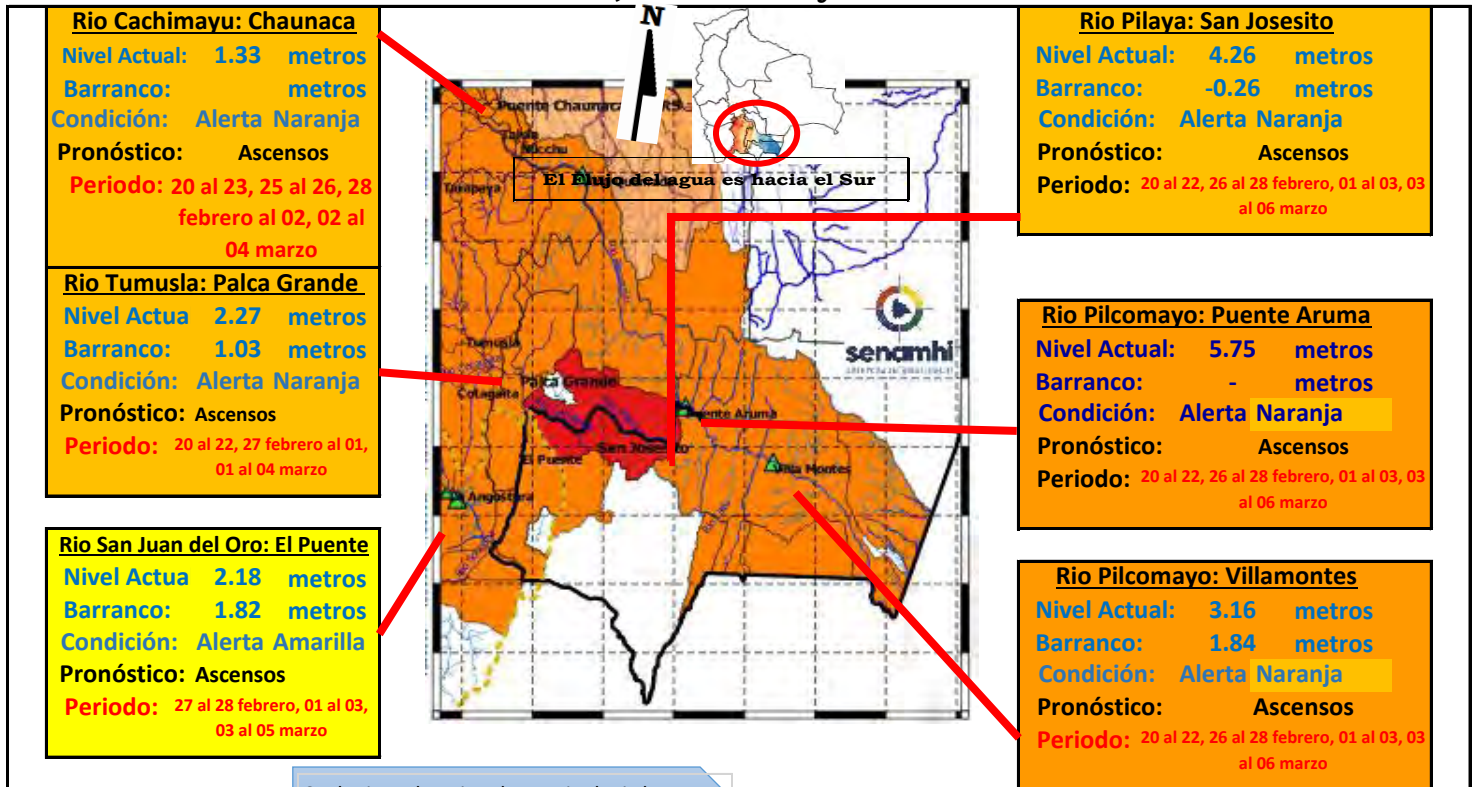 Rio Cachimayu: Chaunaca
Nivel Actual: 1.33 metros
Barranco: metros
Condición: Alerta Naranja
Pronóstico: Ascensos
Periodo: 20 al 23, 25 al 26, 28
febrero al 02, 02 al
04 marzo
Rio Tumusla: Palca Grande
Nivel Actua 2.27 metros
Barranco: 1.03 metros
Condición: Alerta Naranja
Pronóstico: Ascensos
Periodo: 20 al 22, 27 febrero al 01,
01 al 04 marzo
Rio San Juan del Oro: El Puente
Nivel Actua 2.18 metros
Barranco: 1.82 metros
Condición: Alerta Amarilla
Pronóstico: Ascensos
Periodo: 27 al 28 febrero, 01 al 03,
03 al 05 marzo
N
Puente Chaunaca
Talula
Nucchu
Tarapaya
El Flujo del agua es hacia el Sur
Tumusla
Palca Grande
Cotagaita
Puente Aruma
San Josesito
El Puente
Villa Montes
Angostura
senamhi
Rio Pilaya: San Josesito
Nivel Actual: 4.26 metros
Barranco: -0.26 metros
Condición: Alerta Naranja
Pronóstico: Ascensos
Periodo: 20 al 22, 26 al 28 febrero, 01 al 03, 03
al 06 marzo
Rio Pilcomayo: Puente Aruma
Nivel Actual: 5.75 metros
Barranco: - metros
Condición: Alerta Naranja
Pronóstico: Ascensos
Periodo: 20 al 22, 26 al 28 febrero, 01 al 03, 03
al 06 marzo
Rio Pilcomayo: Villamontes
Nivel Actual: 3.16 metros
Barranco: 1.84 metros
Condición: Alerta Naranja
Pronóstico: Ascensos
Periodo: 20 al 22, 26 al 28 febrero, 01 al 03, 03
al 06 marzo